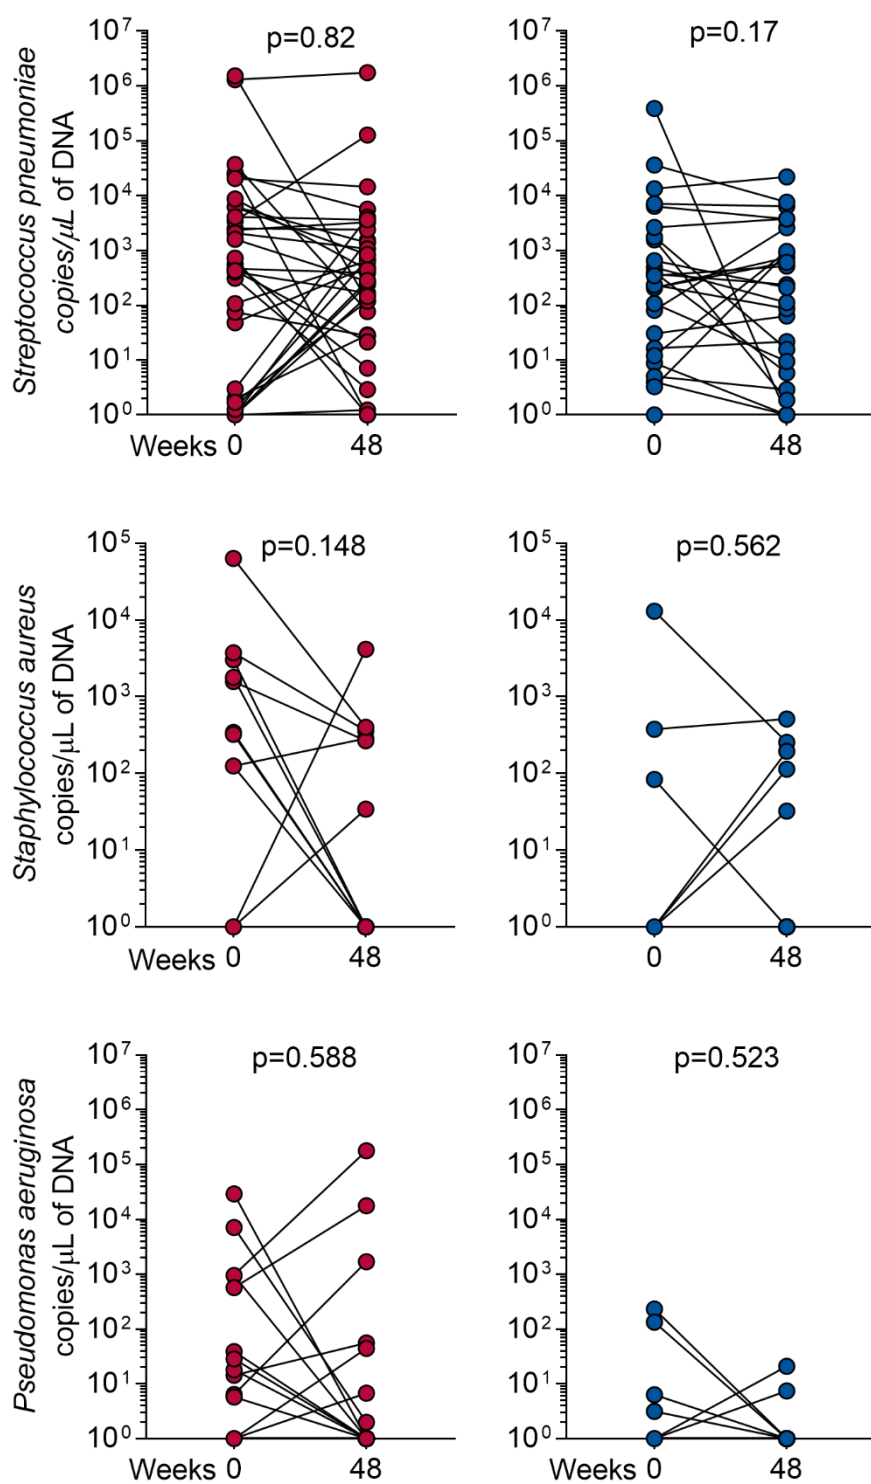 Streptococcus pneumoniae
copies/μL of DNA
10⁷
10⁶
10⁵
10⁴
10³
10²
10¹
10⁰
p=0.82
Weeks 0 48
10⁷
10⁶
10⁵
10⁴
10³
10²
10¹
10⁰
p=0.17
0 48
Staphylococcus aureus
copies/μL of DNA
10⁵
10⁴
10³
10²
10¹
10⁰
p=0.148
Weeks 0 48
10⁵
10⁴
10³
10²
10¹
10⁰
p=0.562
0 48
Pseudomonas aeruginosa
copies/μL of DNA
10⁷
10⁶
10⁵
10⁴
10³
10²
10¹
10⁰
p=0.588
Weeks 0 48
10⁷
10⁶
10⁵
10⁴
10³
10²
10¹
10⁰
p=0.523
Weeks 0 48